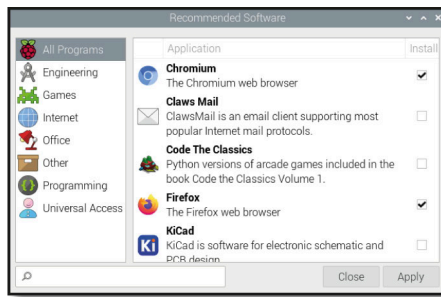 Recommended Software
All Programs
Engineering
Games
Internet
Office
Other
Programming
Universal Access
Application
Install
Chromium
The Chromium web browser
Claws Mail
ClawsMail is an email client supporting most
popular Internet mail protocols.
Code The Classics
Python versions of arcade games included in the
book Code the Classics Volume 1.
Firefox
The Firefox web browser
KiCad
Ki
KiCad is software for electronic schematic and
PCB design
Close
Apply